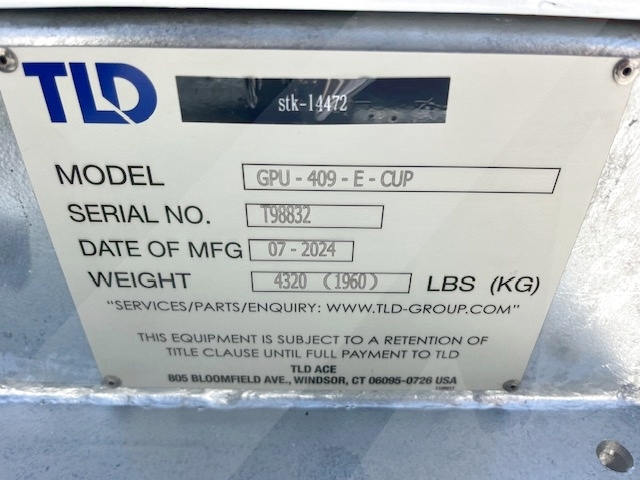 TLD stk-14472
MODEL GPU - 409 - E - CUP
SERIAL NO. T98832
DATE OF MFG 07 - 2024
WEIGHT 4320 (1960) LBS (KG)
"SERVICES/PARTS/ENQUIRY: WWW.TLD-GROUP.COM"
THIS EQUIPMENT IS SUBJECT TO A RETENTION OF
TITLE CLAUSE UNTIL FULL PAYMENT TO TLD
TLD ACE
805 BLOOMFIELD AVE., WINDSOR, CT 06095-0726 USA